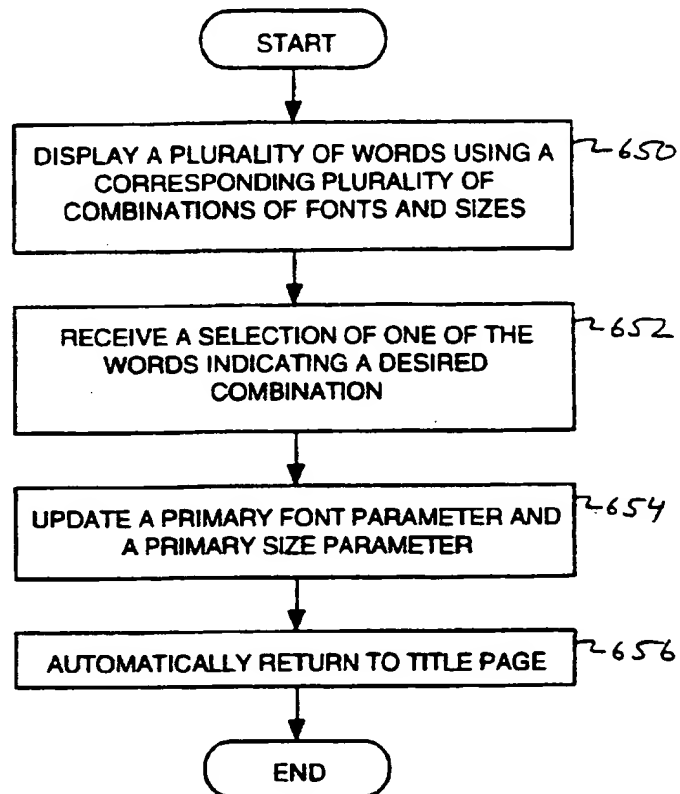 START
DISPLAY A PLURALITY OF WORDS USING A 650
CORRESPONDING PLURALITY OF
COMBINATIONS OF FONTS AND SIZES
RECEIVE A SELECTION OF ONE OF THE 652
WORDS INDICATING A DESIRED
COMBINATION
UPDATE A PRIMARY FONT PARAMETER AND 654
A PRIMARY SIZE PARAMETER
AUTOMATICALLY RETURN TO TITLE PAGE 656
END